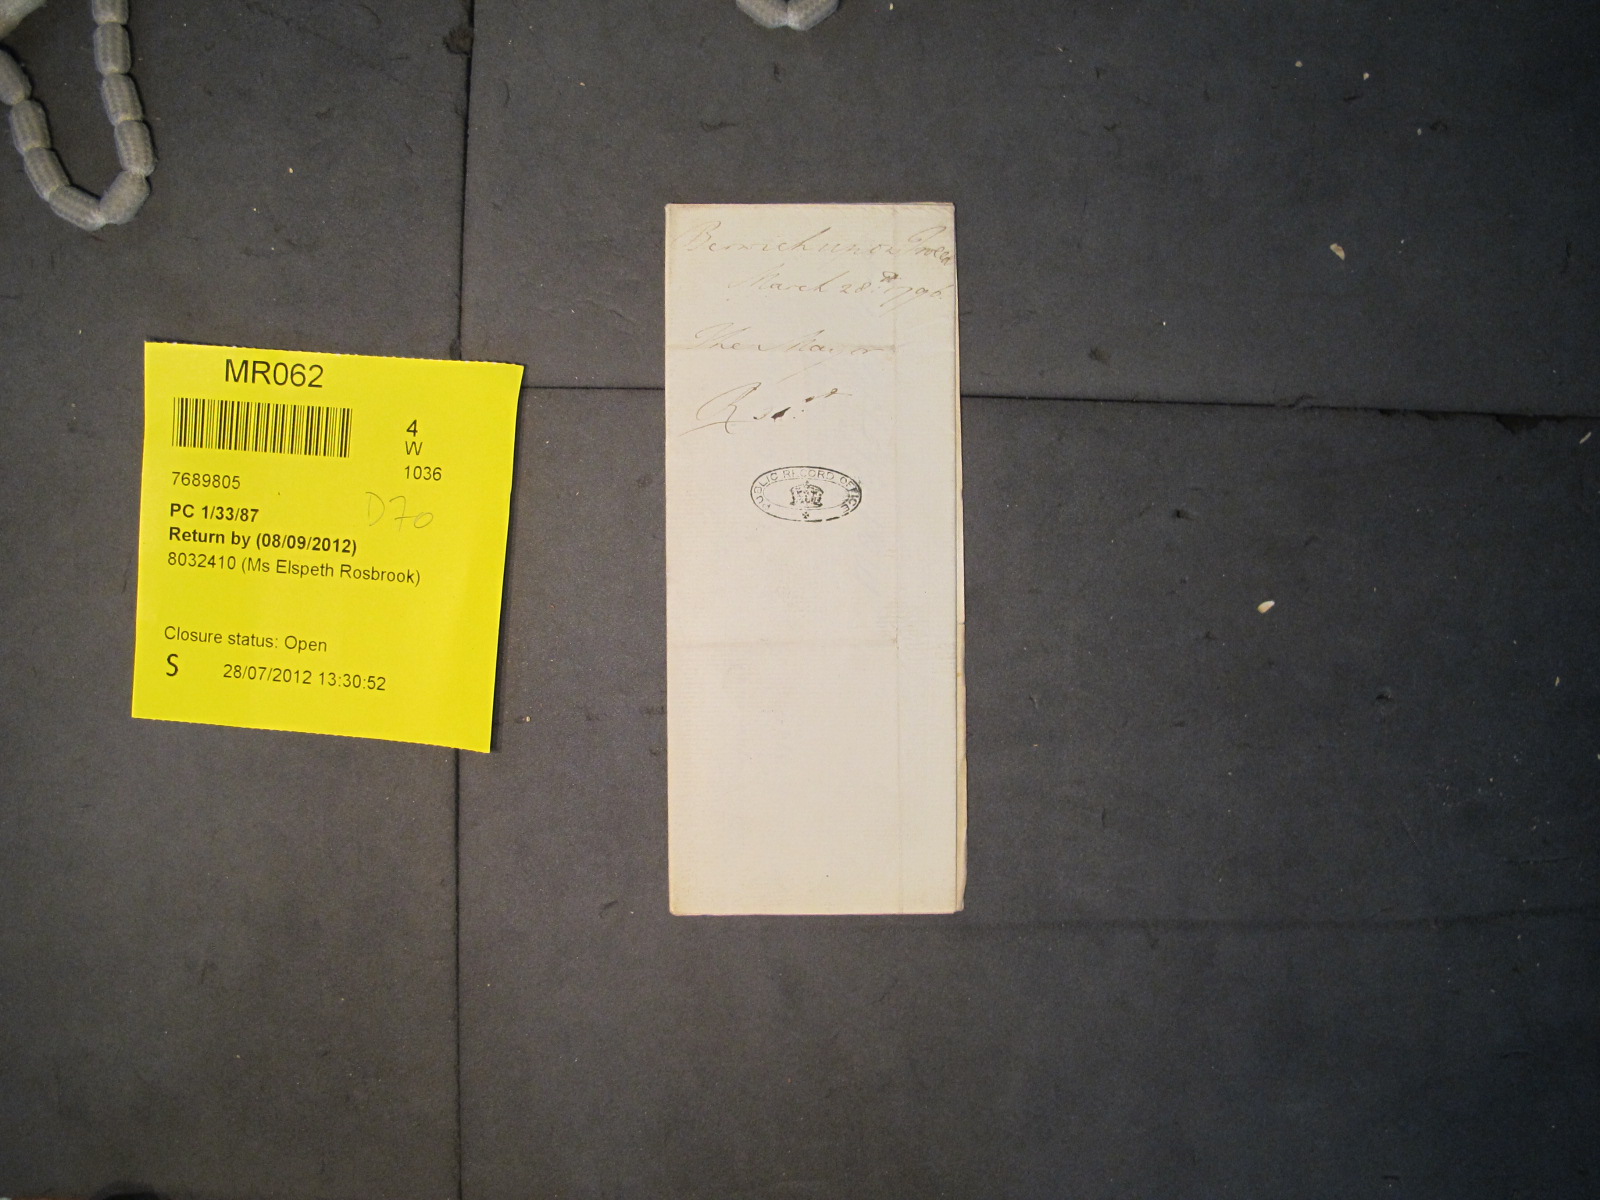 MR062
4
W
1036
7689805
D70
PC 1/33/87
Return by (08/09/2012)
8032410 (Ms Elspeth Rosbrook)
Closure status: Open
S 28/07/2012 13:30:52
Berwick upon Tweed
March 28th 1796
The Mayor
PUBLIC RECORD OFFICE